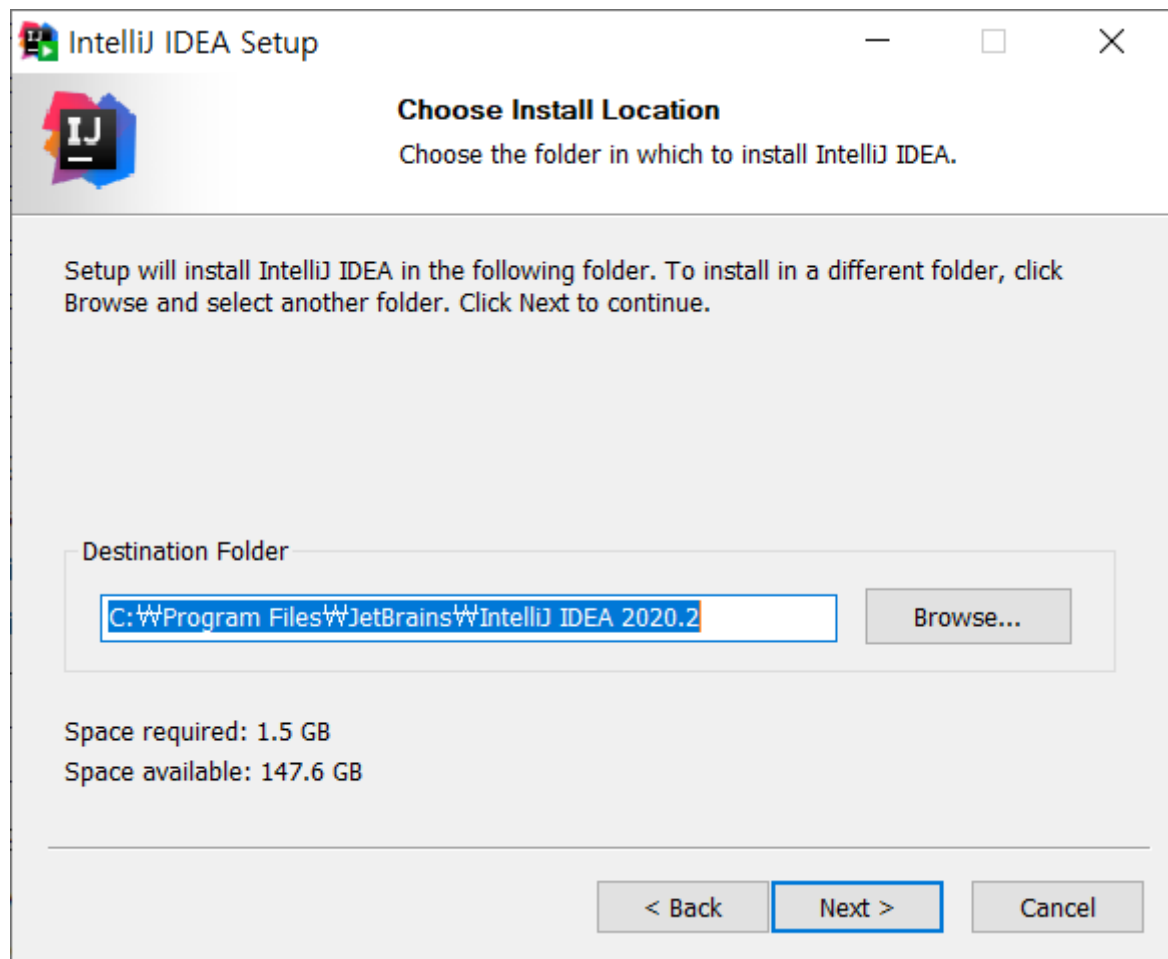 IntelliJ IDEA Setup
IJ
Choose Install Location
Choose the folder in which to install IntelliJ IDEA.
Setup will install IntelliJ IDEA in the following folder. To install in a different folder, click
Browse and select another folder. Click Next to continue.
Destination Folder
C:₩Program Files₩JetBrains₩IntelliJ IDEA 2020.2
Browse...
Space required: 1.5 GB
Space available: 147.6 GB
< Back
Next >
Cancel